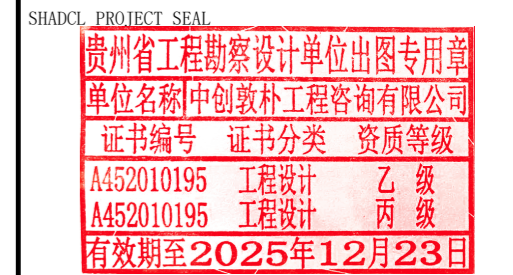 SHADCL PROJECT SEAL
贵州省工程勘察设计单位出图专用章
单位名称 中创敦朴工程咨询有限公司
证书编号 证书分类 资质等级
A452010195 工程设计 乙 级
A452010195 工程设计 丙 级
有效期至2025年12月23日